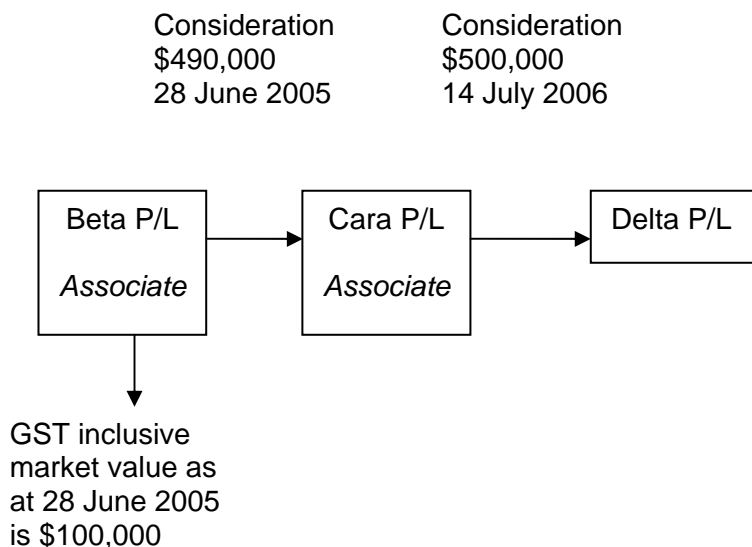 Consideration
$490,000
28 June 2005
Consideration
$500,000
14 July 2006
Beta P/L
Associate
Cara P/L
Associate
Delta P/L
GST inclusive
market value as
at 28 June 2005
is $100,000